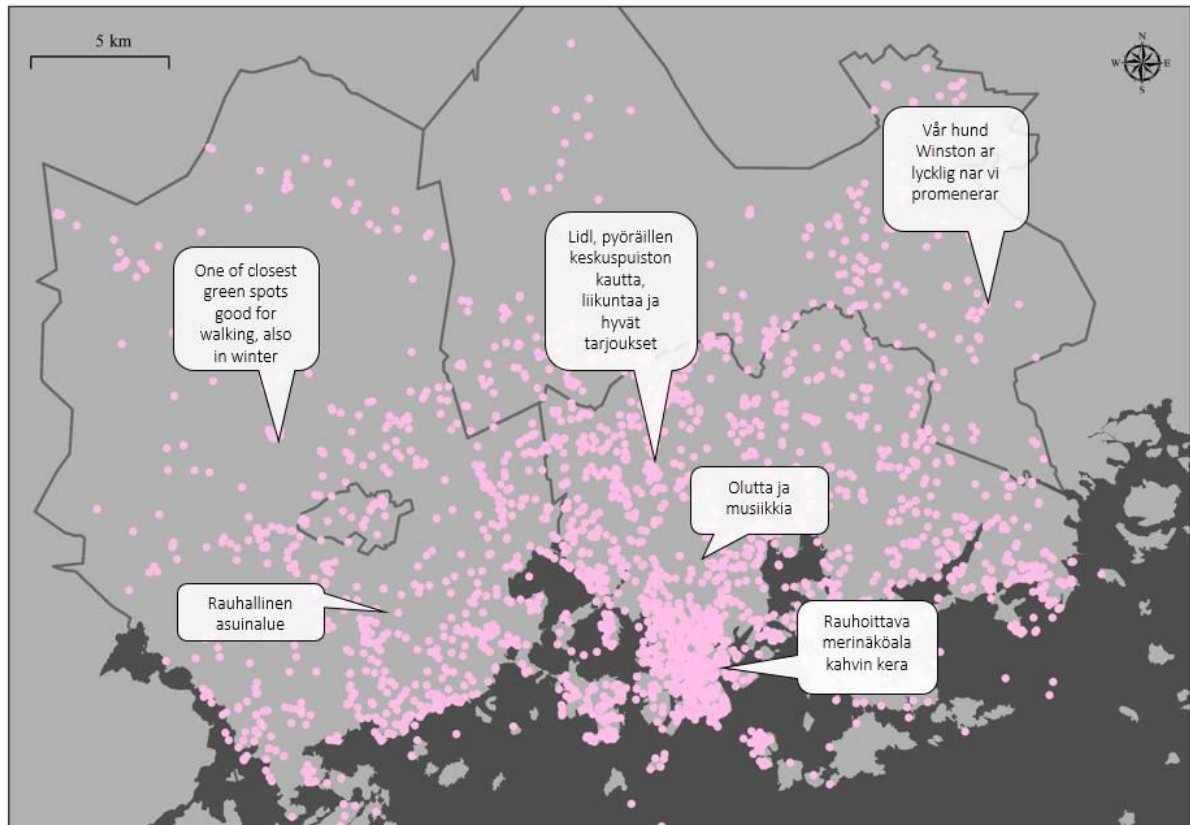 5 km
N
W E
S
Vår hund
Winston ar
lycklig nar vi
promenerar
Lidl, pyöräillen
keskuspuiston
kautta,
liikuntaa ja
hyvät
tarjoukset
One of closest
green spots
good for
walking, also
in winter
Olutta ja
musiikkia
Rauhallinen
asuinalue
Rauhoittava
merinäköala
kahvin kera